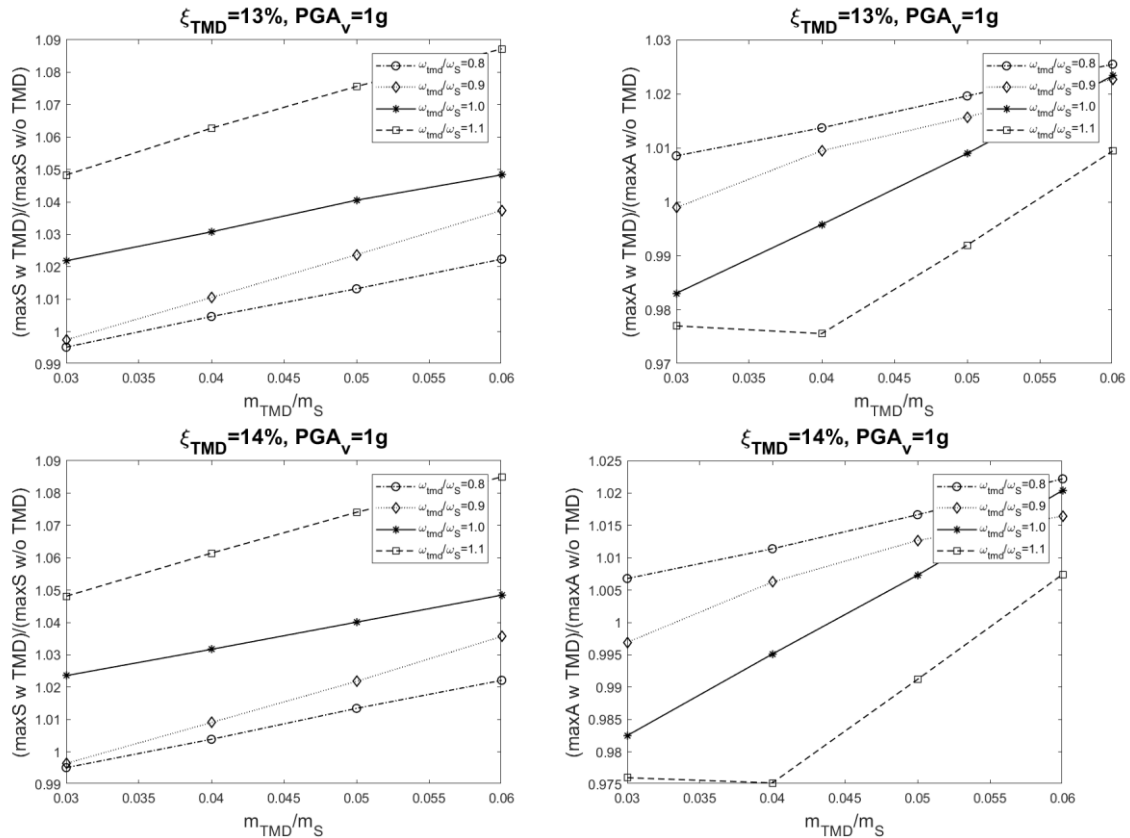 ξTMD=13%, PGAv=1g
(maxS w TMD)/(maxS w/o TMD)
1.09
1.08
1.07
1.06
1.05
1.04
1.03
1.02
1.01
1
0.99
ωtmd/ωS=0.8
ωtmd/ωS=0.9
ωtmd/ωS=1.0
ωtmd/ωS=1.1
0.03 0.035 0.04 0.045 0.05 0.055 0.06
mTMD/mS
ξTMD=13%, PGAv=1g
(maxA w TMD)/(maxA w/o TMD)
1.03
1.02
1.01
1
0.99
0.98
0.97
ωtmd/ωS=0.8
ωtmd/ωS=0.9
ωtmd/ωS=1.0
ωtmd/ωS=1.1
0.03 0.035 0.04 0.045 0.05 0.055 0.06
mTMD/mS
ξTMD=14%, PGAv=1g
(maxS w TMD)/(maxS w/o TMD)
1.09
1.08
1.07
1.06
1.05
1.04
1.03
1.02
1.01
1
0.99
ωtmd/ωS=0.8
ωtmd/ωS=0.9
ωtmd/ωS=1.0
ωtmd/ωS=1.1
0.03 0.035 0.04 0.045 0.05 0.055 0.06
mTMD/mS
ξTMD=14%, PGAv=1g
(maxA w TMD)/(maxA w/o TMD)
1.025
1.02
1.015
1.01
1.005
1
0.995
0.99
0.985
0.98
0.975
ωtmd/ωS=0.8
ωtmd/ωS=0.9
ωtmd/ωS=1.0
ωtmd/ωS=1.1
0.03 0.035 0.04 0.045 0.05 0.055 0.06
mTMD/mS